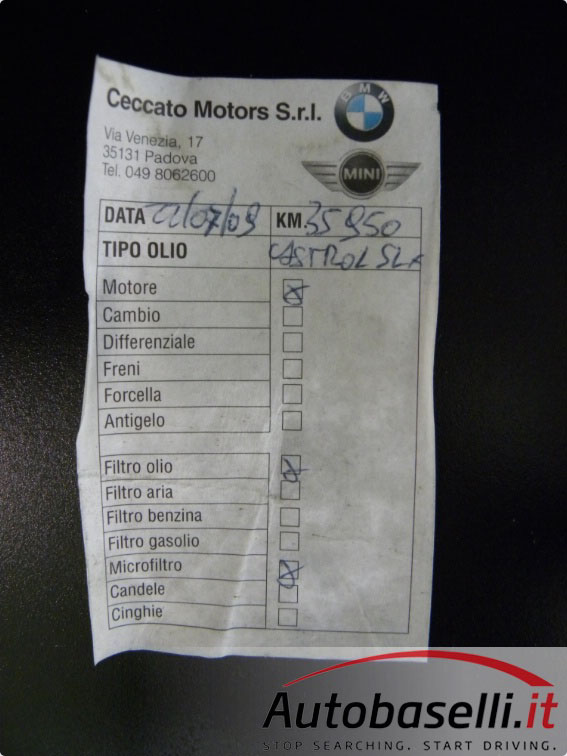 Ceccato Motors S.r.l.
BMW
Via Venezia, 17
35131 Padova
Tel. 049 8062600
MINI
DATA 21/07/09 KM. 35950
TIPO OLIO CASTROL SLX
Motore
Cambio
Differenziale
Freni
Forcella
Antigelo
Filtro olio
Filtro aria
Filtro benzina
Filtro gasolio
Microfiltro
Candele
Cinghie
Autobaselli.it
STOP SEARCHING. START DRIVING.